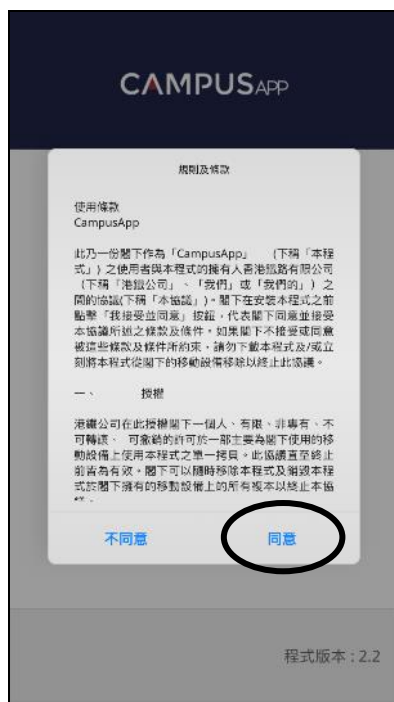 CAMPUSAPP
規則及條款
使用條款
CampusApp
此乃一份閣下作為「CampusApp」 (下稱「本程
式」) 之使用者與本程式的擁有人香港鐵路有限公司
(下稱「港鐵公司」、「我們」或「我們的」) 之
間的協議(下稱「本協議」)。閣下在安裝本程式之前
點擊「我接受並同意」按鈕，代表閣下同意並接受
本協議所述之條款及條件。如果閣下不接受或同意
被這些條款及條件所約束，請勿下載本程式及/或立
刻將本程式從閣下的移動設備移除以終止此協議。
一、 授權
港鐵公司在此授權閣下一個人、有限、非專有、不
可轉讓、 可撤銷的許可於一部主要為閣下使用的移
動設備上使用本程式之單一拷貝。此協議直至終止
前皆為有效。閣下可以隨時移除本程式及銷毀本程
式於閣下擁有的移動設備上的所有複本以終止本協
不同意
同意
程式版本 : 2.2